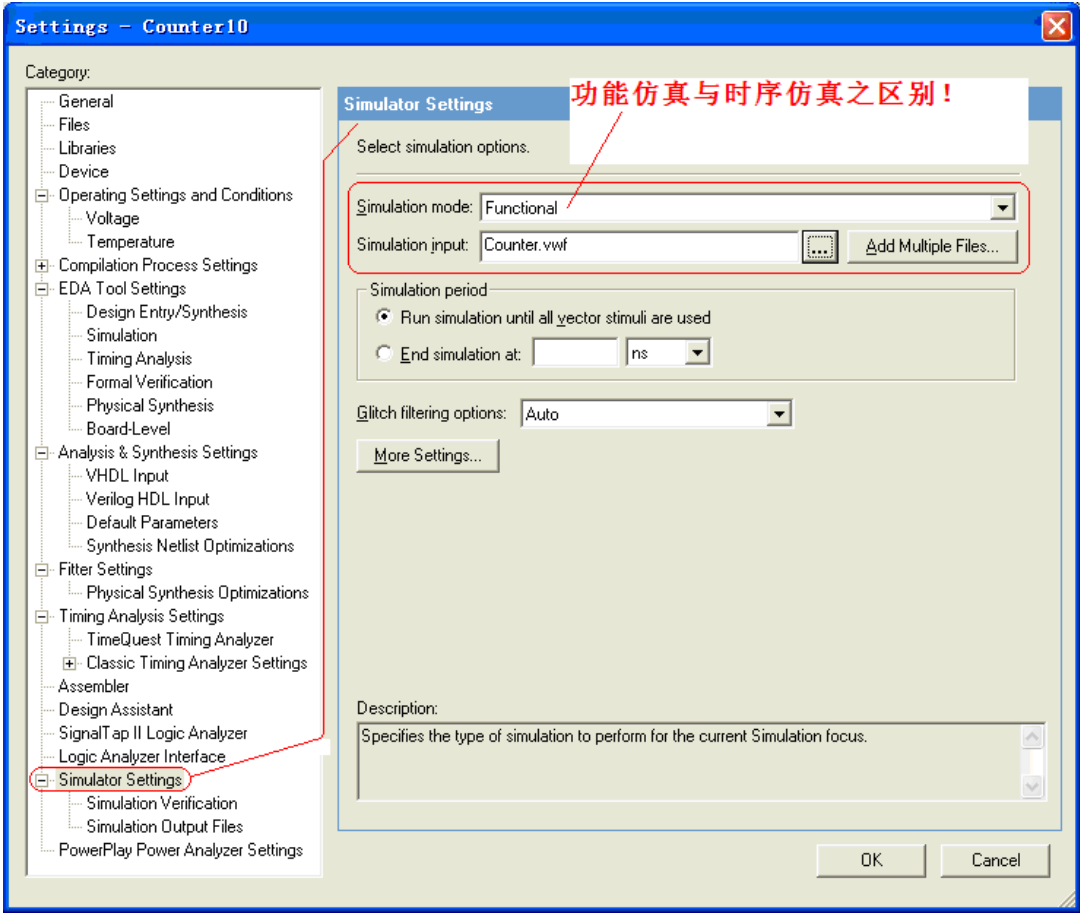 Settings - Counter10
Category:
General
Files
Libraries
Device
Operating Settings and Conditions
Voltage
Temperature
Compilation Process Settings
EDA Tool Settings
Design Entry/Synthesis
Simulation
Timing Analysis
Formal Verification
Physical Synthesis
Board-Level
Analysis & Synthesis Settings
VHDL Input
Verilog HDL Input
Default Parameters
Synthesis Netlist Optimizations
Fitter Settings
Physical Synthesis Optimizations
Timing Analysis Settings
TimeQuest Timing Analyzer
Classic Timing Analyzer Settings
Assembler
Design Assistant
SignalTap II Logic Analyzer
Logic Analyzer Interface
Simulator Settings
Simulation Verification
Simulation Output Files
PowerPlay Power Analyzer Settings
Simulator Settings
功能仿真与时序仿真之区别！
Select simulation options.
Simulation mode: Functional
Simulation input: Counter.vwf ... Add Multiple Files...
Simulation period
Run simulation until all vector stimuli are used
End simulation at: ns
Glitch filtering options: Auto
More Settings...
Description:
Specifies the type of simulation to perform for the current Simulation focus.
OK Cancel